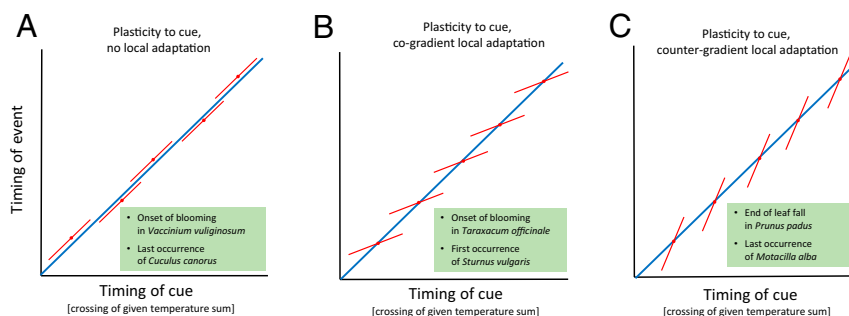 A
Plasticity to cue,
no local adaptation
Timing of event
Onset of blooming
in Vaccinium vuliginosum
Last occurrence
of Cuculus canorus
Timing of cue
[crossing of given temperature sum]
B
Plasticity to cue,
co-gradient local adaptation
Onset of blooming
in Taraxacum officinale
First occurrence
of Sturnus vulgaris
Timing of cue
[crossing of given temperature sum]
C
Plasticity to cue,
counter-gradient local adaptation
End of leaf fall
in Prunus padus
Last occurrence
of Motacilla alba
Timing of cue
[crossing of given temperature sum]